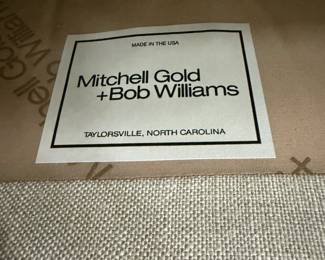 MADE IN THE USA
Mitchell Gold
+Bob Williams
TAYLORSVILLE, NORTH CAROLINA